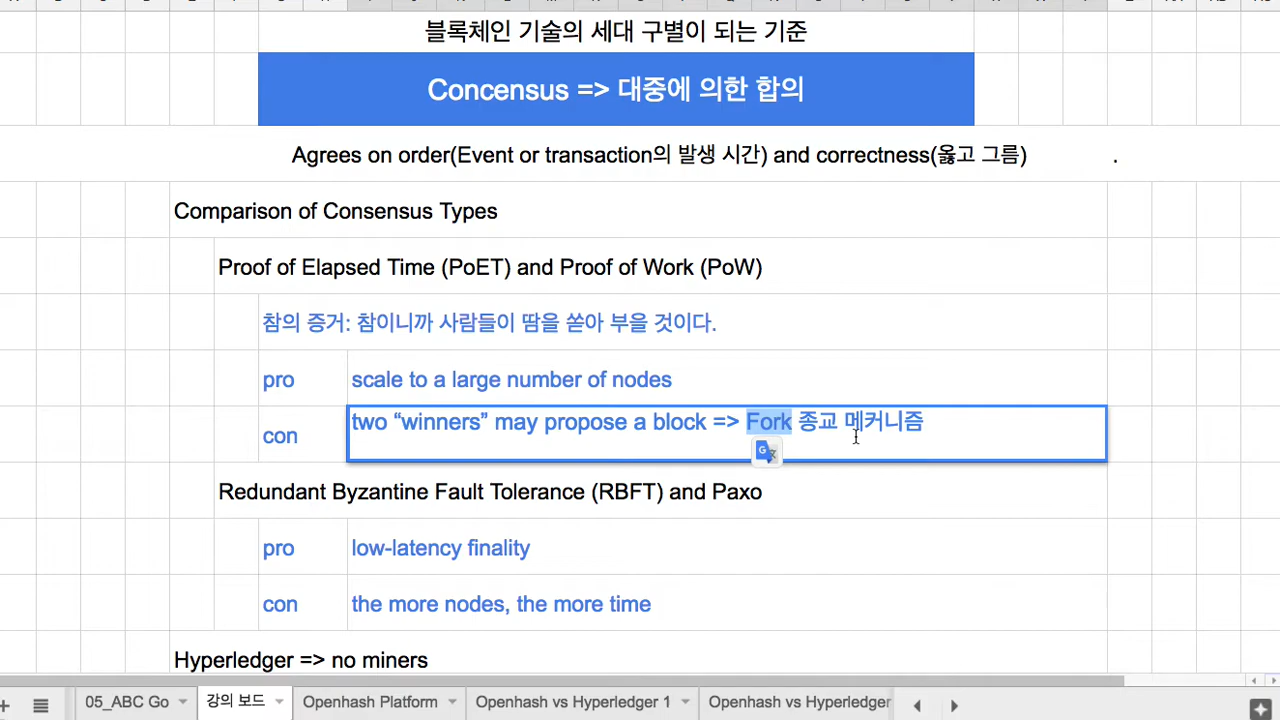 블록체인 기술의 세대 구별이 되는 기준
Concensus => 대중에 의한 합의
Agrees on order(Event or transaction의 발생 시간) and correctness(옳고 그름) .
Comparison of Consensus Types
Proof of Elapsed Time (PoET) and Proof of Work (PoW)
참의 증거: 참이니까 사람들이 땀을 쏟아 부을 것이다.
pro scale to a large number of nodes
con two “winners” may propose a block => Fork 종교 메커니즘
Redundant Byzantine Fault Tolerance (RBFT) and Paxo
pro low-latency finality
con the more nodes, the more time
Hyperledger => no miners
05_ABC Go 강의 보드 Openhash Platform Openhash vs Hyperledger 1 Openhash vs Hyperledger